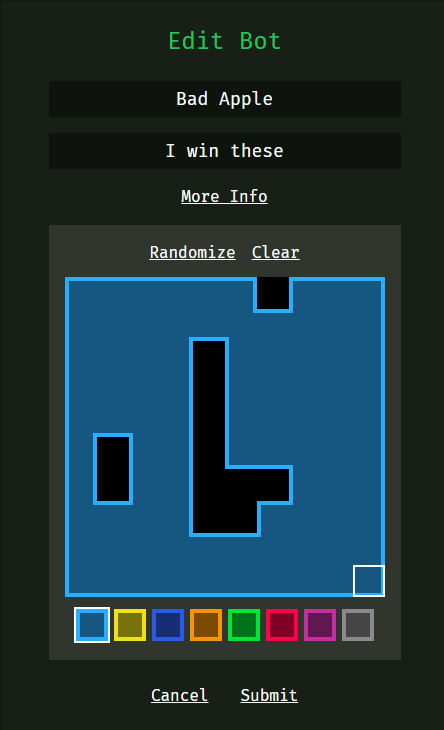 Edit Bot
Bad Apple
I win these
More Info
Randomize Clear
Cancel Submit